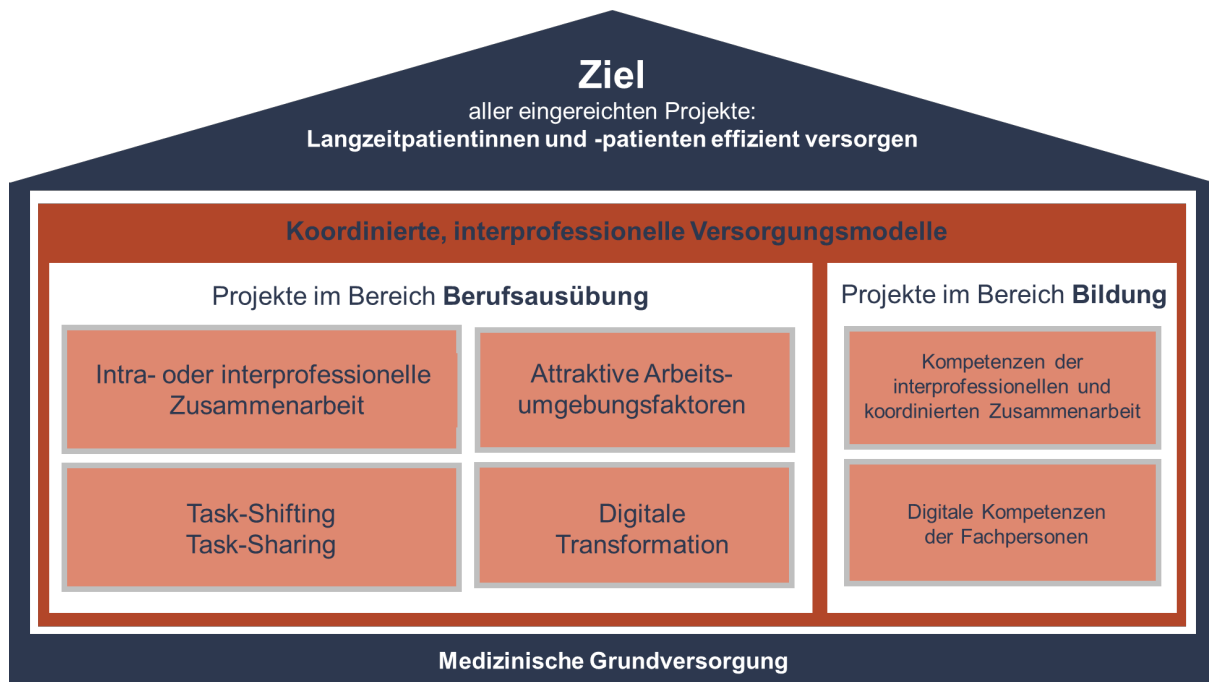 Ziel
aller eingereichten Projekte:
Langzeitpatientinnen und -patienten effizient versorgen
Koordinierte, interprofessionelle Versorgungsmodelle
Projekte im Bereich Berufsausübung
Intra- oder interprofessionelle
Zusammenarbeit
Attraktive Arbeits-
umgebungsfaktoren
Task-Shifting
Task-Sharing
Digitale
Transformation
Projekte im Bereich Bildung
Kompetenzen der
interprofessionellen und
koordinierten Zusammenarbeit
Digitale Kompetenzen
der Fachpersonen
Medizinische Grundversorgung